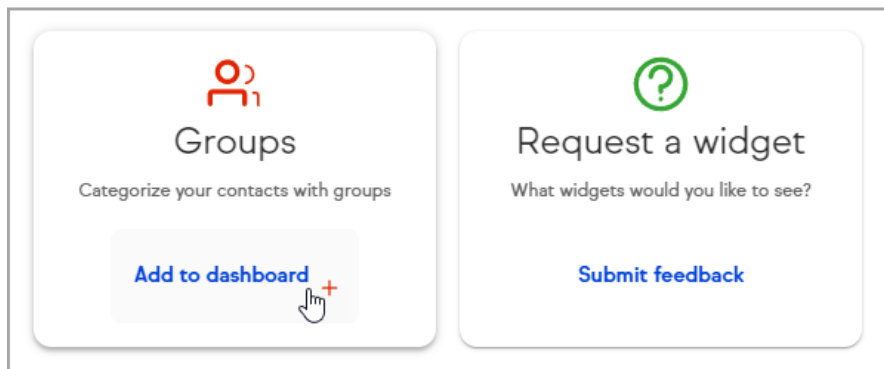 Groups
Categorize your contacts with groups
Add to dashboard
Request a widget
What widgets would you like to see?
Submit feedback